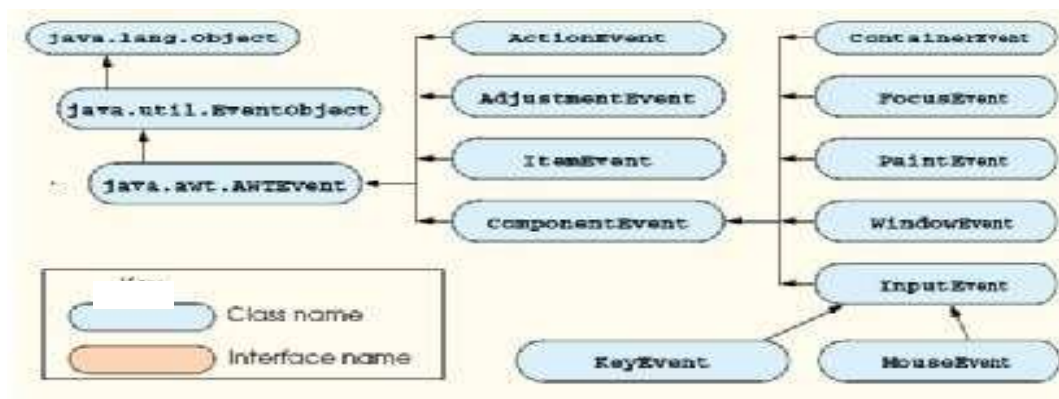 java.lang.Object
java.util.EventObject
java.awt.AWTEvent
ActionEvent
AdjustmentEvent
ItemEvent
ComponentEvent
ContainerEvent
FocusEvent
PaintEvent
WindowEvent
InputEvent
KeyEvent
MouseEvent
Class name
Interface name